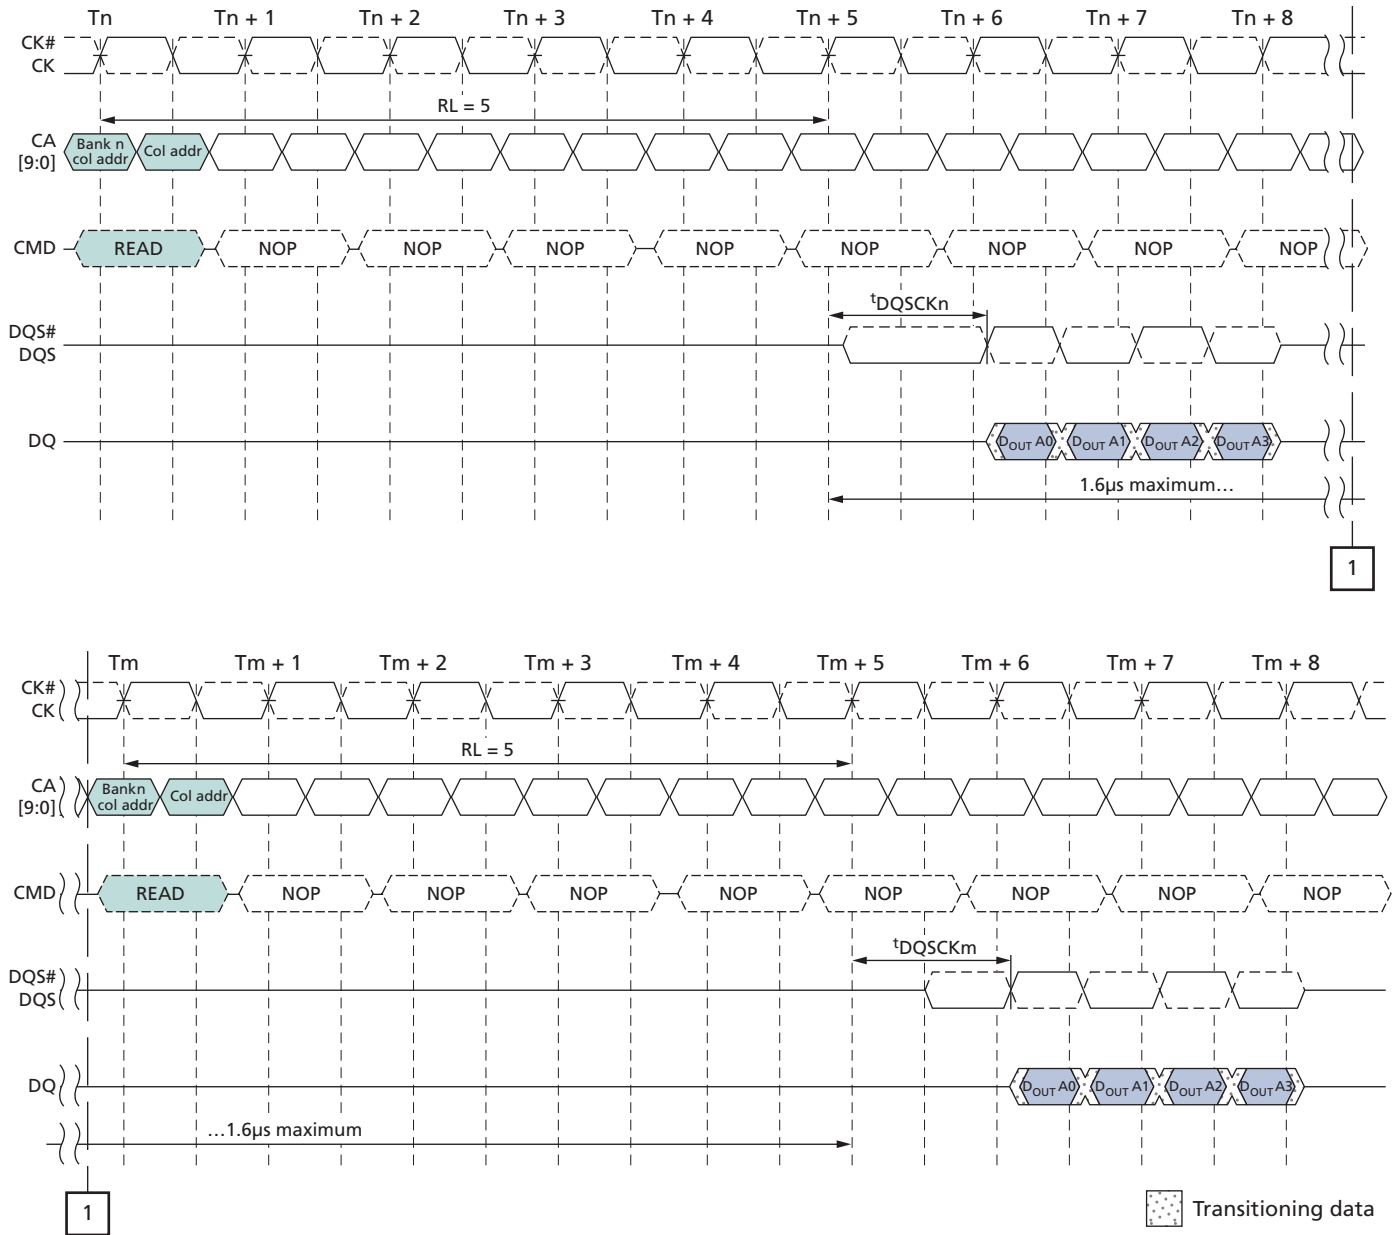 Tn Tn + 1 Tn + 2 Tn + 3 Tn + 4 Tn + 5 Tn + 6 Tn + 7 Tn + 8
CK#
CK
RL = 5
CA
[9:0]
Bank n
col addr
Col addr
CMD READ NOP NOP NOP NOP NOP NOP NOP NOP
tDQSCKn
DQS#
DQS
DQ DOUT A0 DOUT A1 DOUT A2 DOUT A3
1.6µs maximum…
1
Tm Tm + 1 Tm + 2 Tm + 3 Tm + 4 Tm + 5 Tm + 6 Tm + 7 Tm + 8
CK#
CK
RL = 5
CA
[9:0]
Bankn
col addr
Col addr
CMD READ NOP NOP NOP NOP NOP NOP NOP NOP
tDQSCKm
DQS#
DQS
DQ DOUT A0 DOUT A1 DOUT A2 DOUT A3
…1.6µs maximum
1
Transitioning data